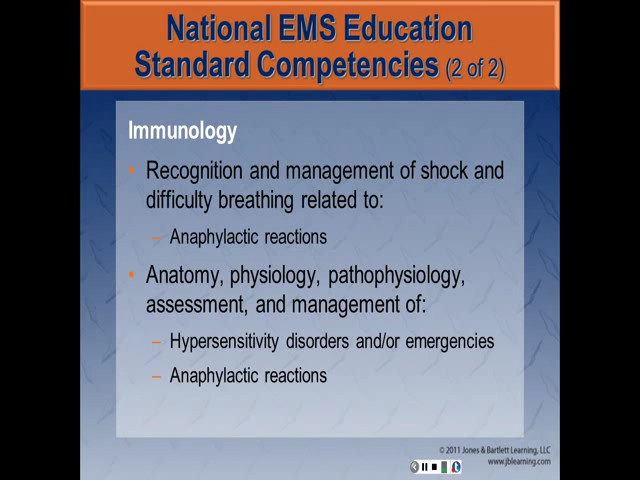 National EMS Education
Standard Competencies (2 of 2)
Immunology
• Recognition and management of shock and
difficulty breathing related to:
– Anaphylactic reactions
• Anatomy, physiology, pathophysiology,
assessment, and management of:
– Hypersensitivity disorders and/or emergencies
– Anaphylactic reactions
© 2011 Jones & Bartlett Learning, LLC
www.jblearning.com